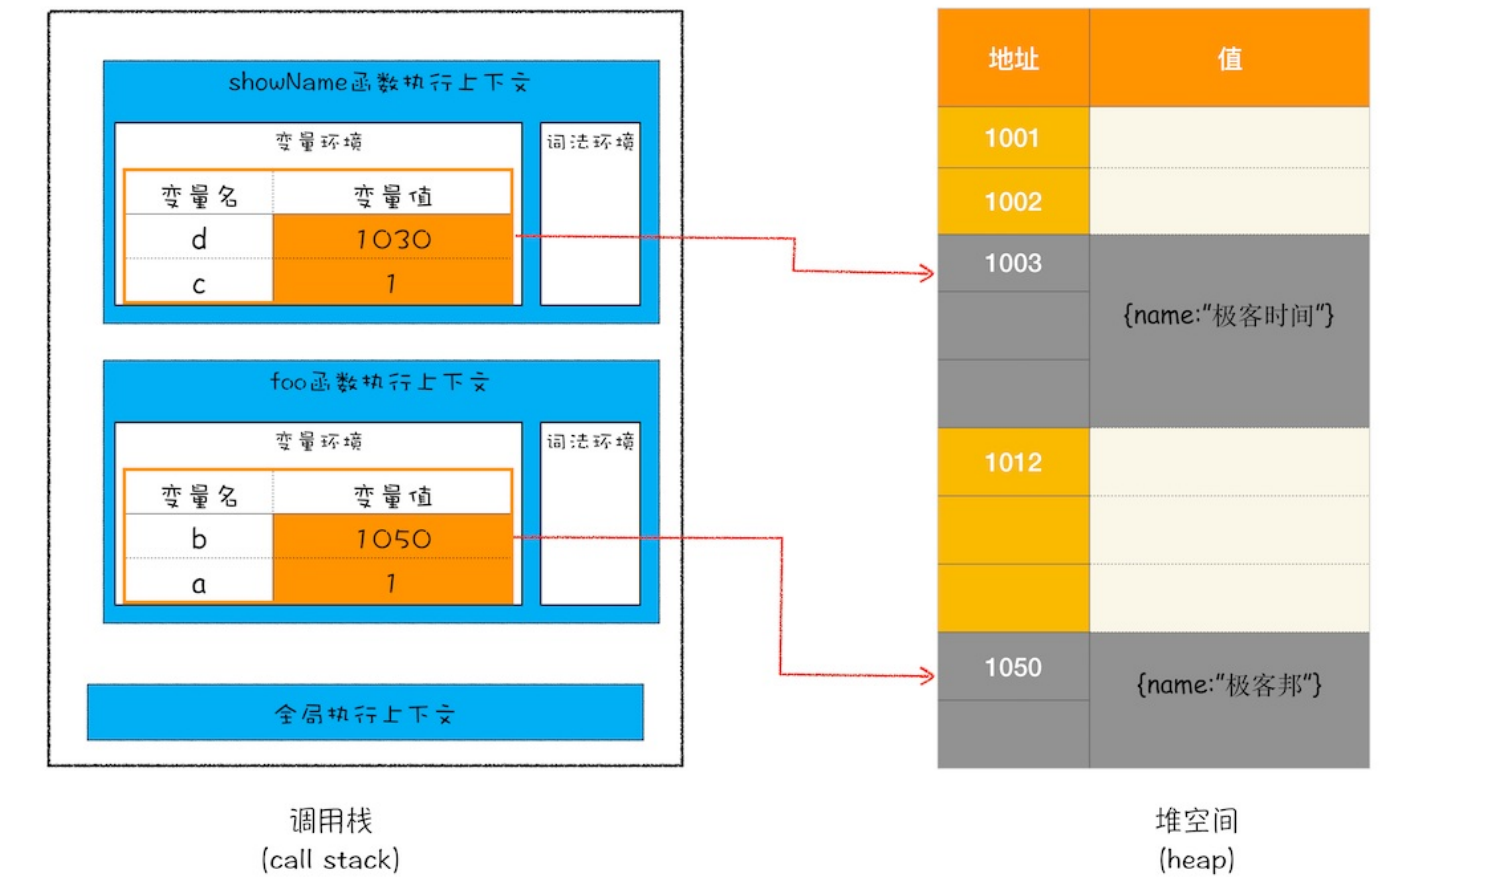 showName函数执行上下文
变量环境
词法环境
变量名 变量值
d 1030
c 1
foo函数执行上下文
变量环境
词法环境
变量名 变量值
b 1050
a 1
全局执行上下文
调用栈
(call stack)
地址 值
1001
1002
1003
{name:"极客时间"}
1012
1050
{name:"极客邦"}
堆空间
(heap)